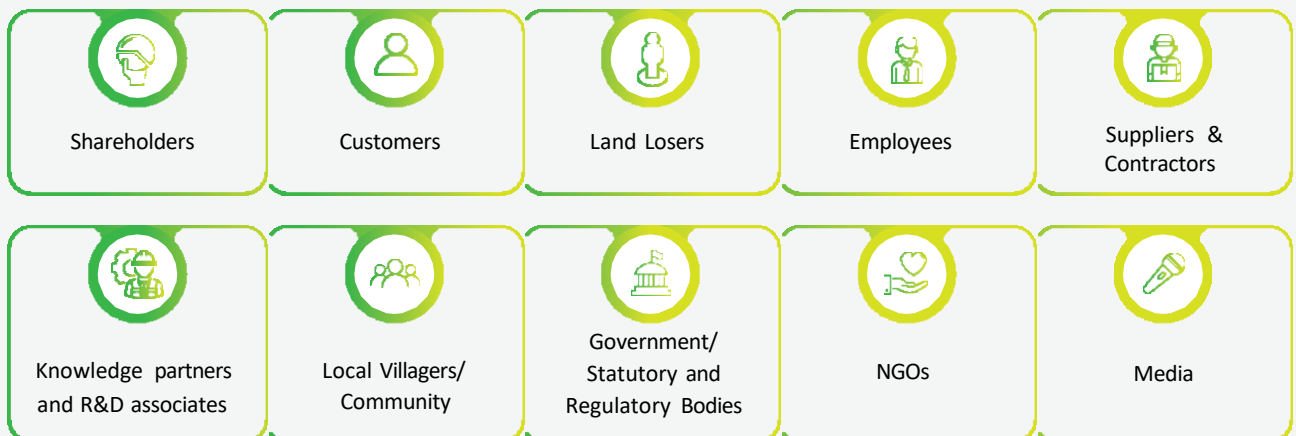 Shareholders
Customers
Land Losers
Employees
Suppliers &
Contractors
Knowledge partners
and R&D associates
Local Villagers/
Community
Government/
Statutory and
Regulatory Bodies
NGOs
Media